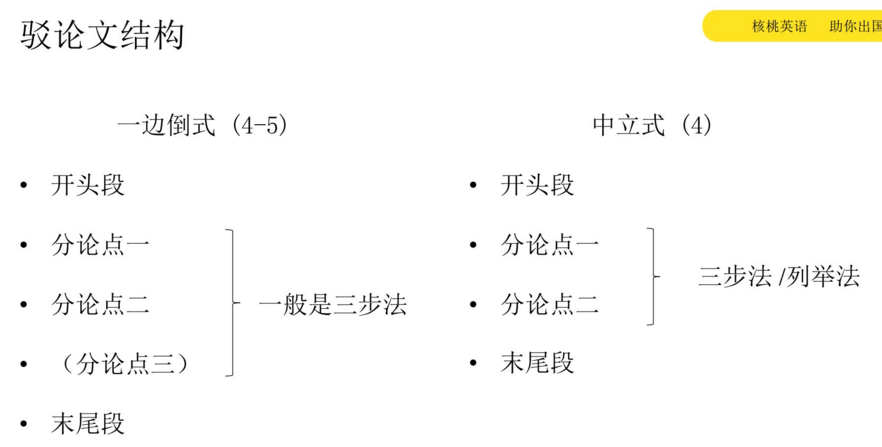 驳论文结构
核桃英语 助你出国
一边倒式 (4-5)
• 开头段
• 分论点一
• 分论点二
• （分论点三）
• 末尾段
一般是三步法
中立式 (4)
• 开头段
• 分论点一
• 分论点二
• 末尾段
三步法 /列举法